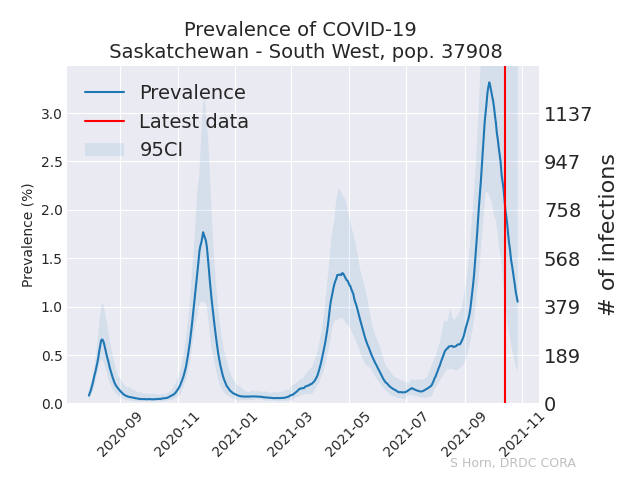 Prevalence of COVID-19
Saskatchewan - South West, pop. 37908
Prevalence
Latest data
95CI
Prevalence (%)
3.0
2.5
2.0
1.5
1.0
0.5
0.0
1137
947
758
568
379
189
0
# of infections
2020-09
2020-11
2021-01
2021-03
2021-05
2021-07
2021-09
2021-11
S Horn, DRDC CORA